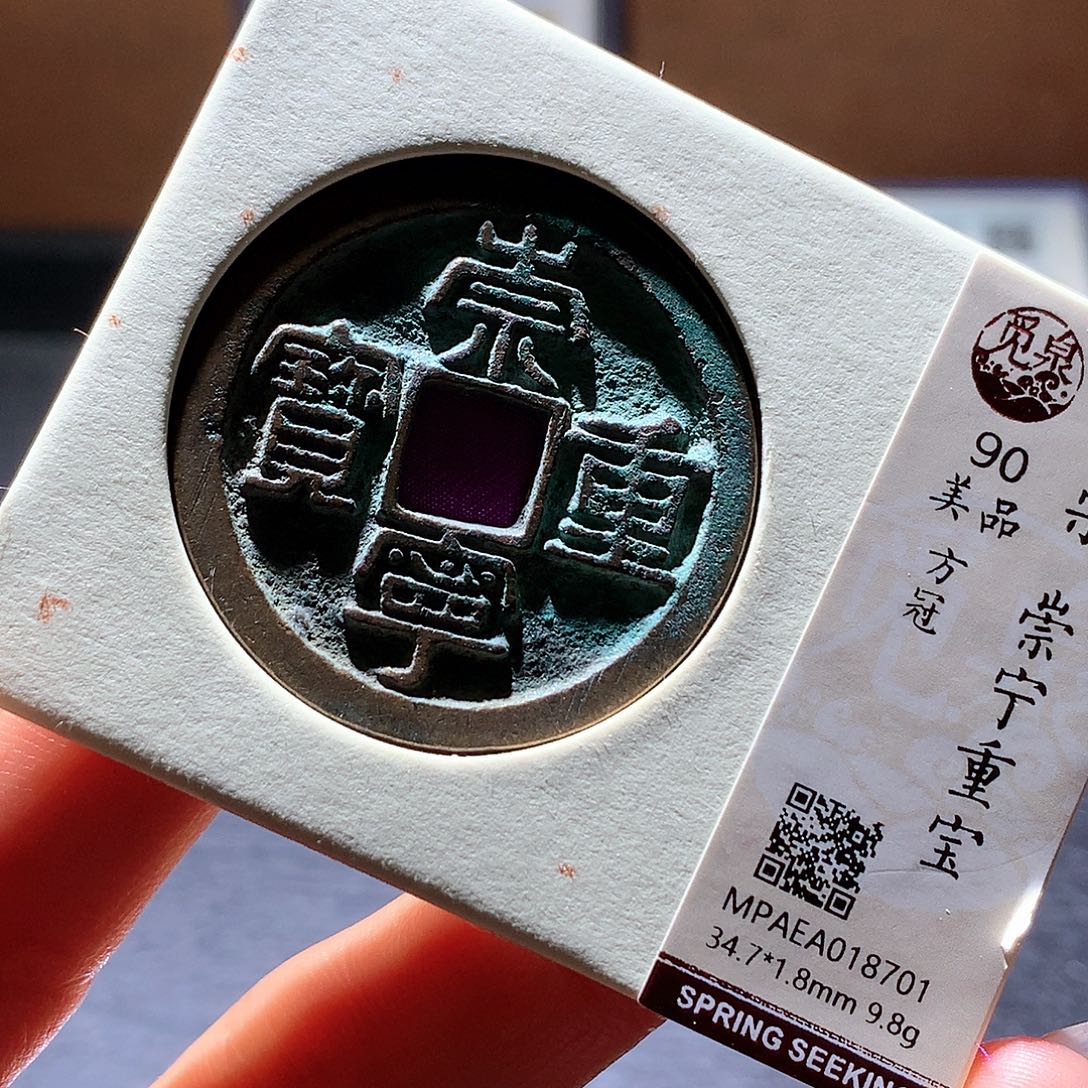 崇
寧
重
寶
觅泉
90
美品
方冠
崇宁重宝
MPAEA018701
34.7*1.8mm 9.8g
SPRING SEEKIN